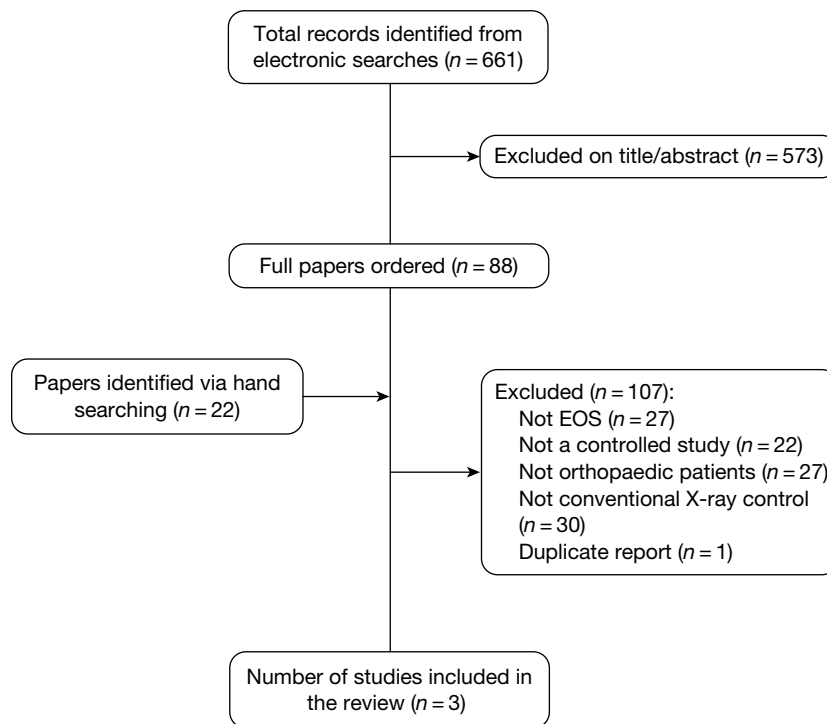 Total records identified from
electronic searches (n = 661)
Excluded on title/abstract (n = 573)
Full papers ordered (n = 88)
Papers identified via hand
searching (n = 22)
Excluded (n = 107):
Not EOS (n = 27)
Not a controlled study (n = 22)
Not orthopaedic patients (n = 27)
Not conventional X-ray control
(n = 30)
Duplicate report (n = 1)
Number of studies included in
the review (n = 3)